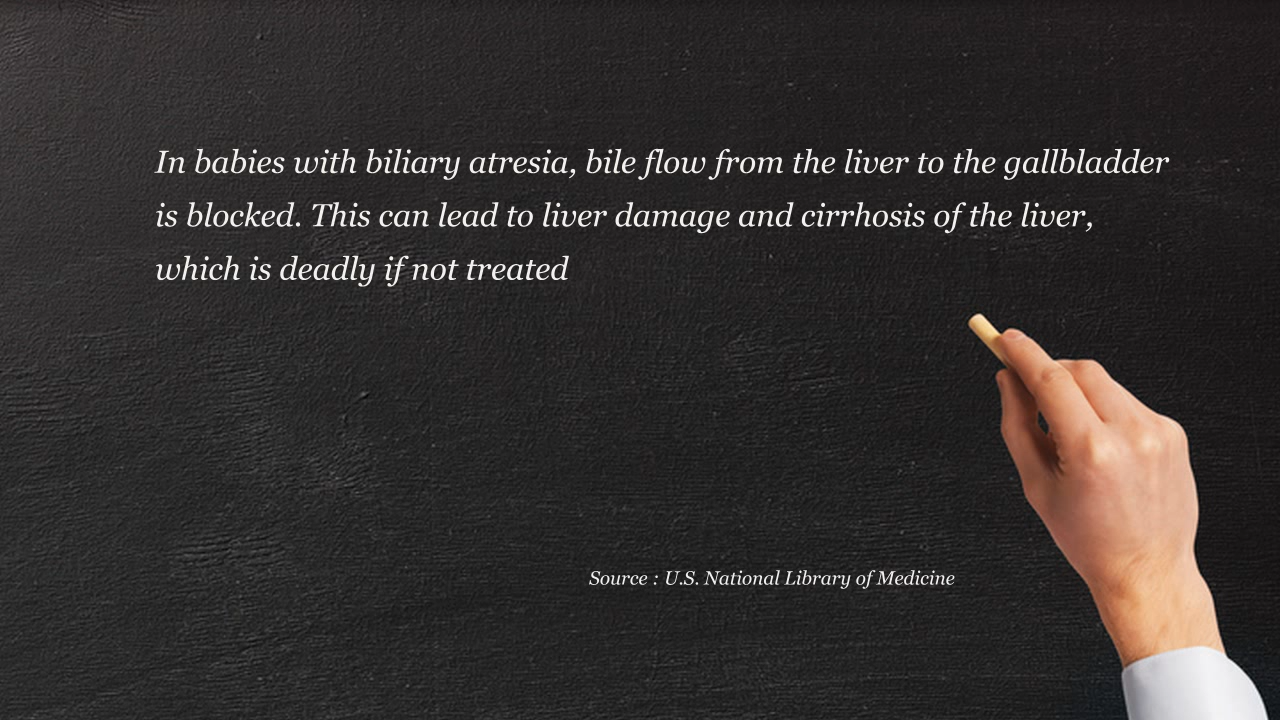 In babies with biliary atresia, bile flow from the liver to the gallbladder
is blocked. This can lead to liver damage and cirrhosis of the liver,
which is deadly if not treated
Source : U.S. National Library of Medicine